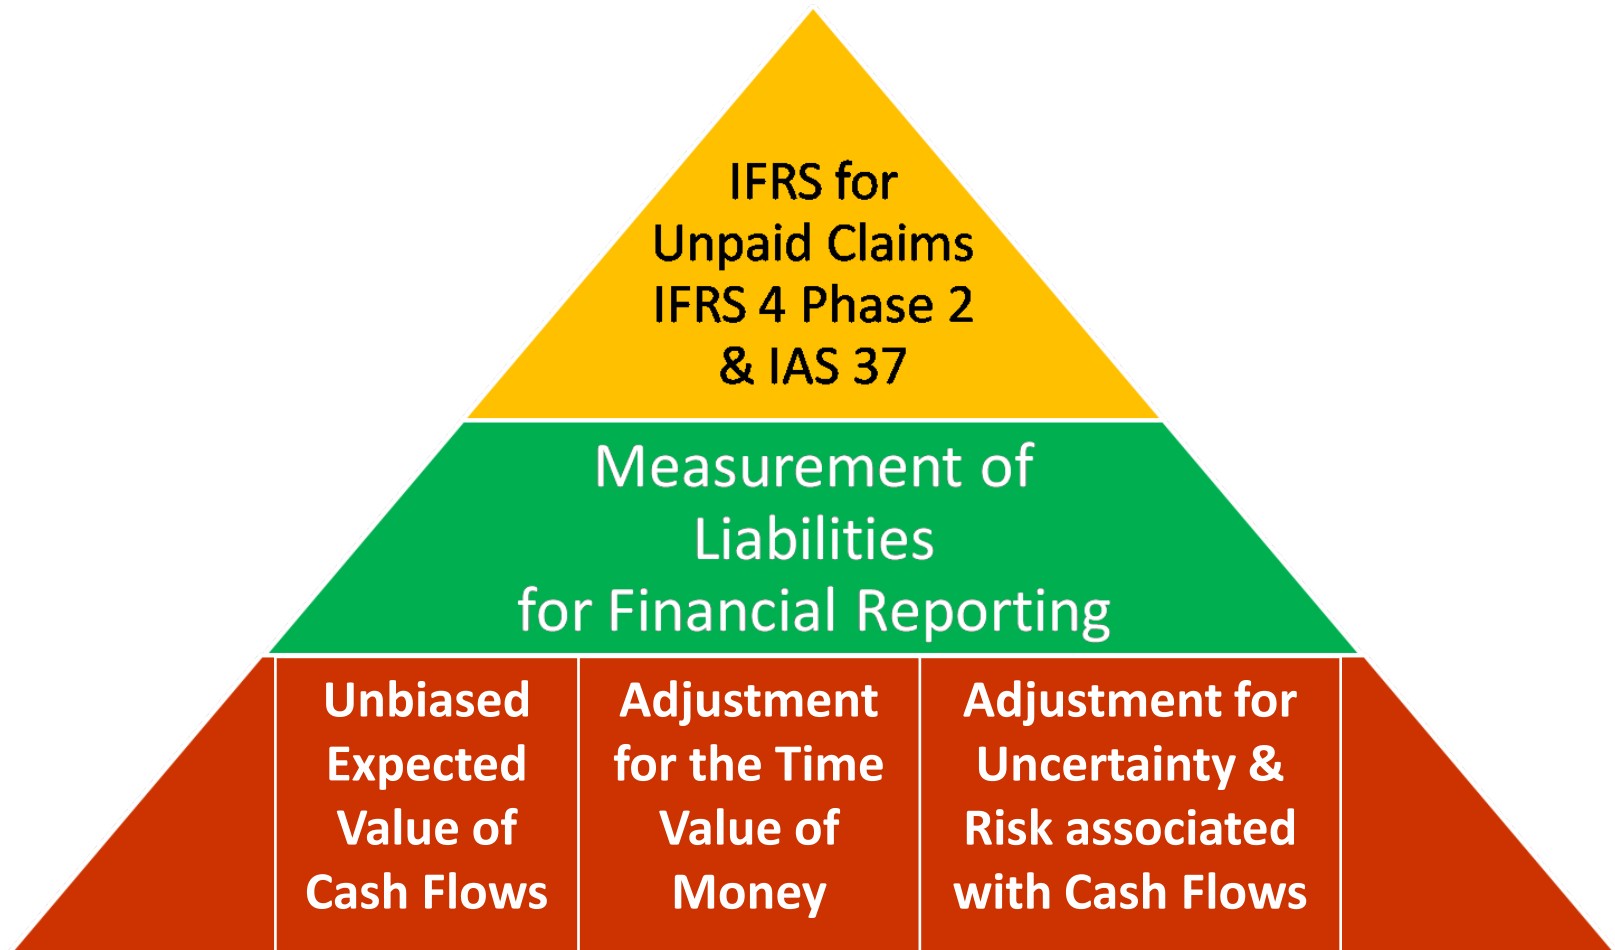 IFRS for
Unpaid Claims
IFRS 4 Phase 2
& IAS 37
Measurement of
Liabilities
for Financial Reporting
Unbiased
Expected
Value of
Cash Flows
Adjustment
for the Time
Value of
Money
Adjustment for
Uncertainty &
Risk associated
with Cash Flows